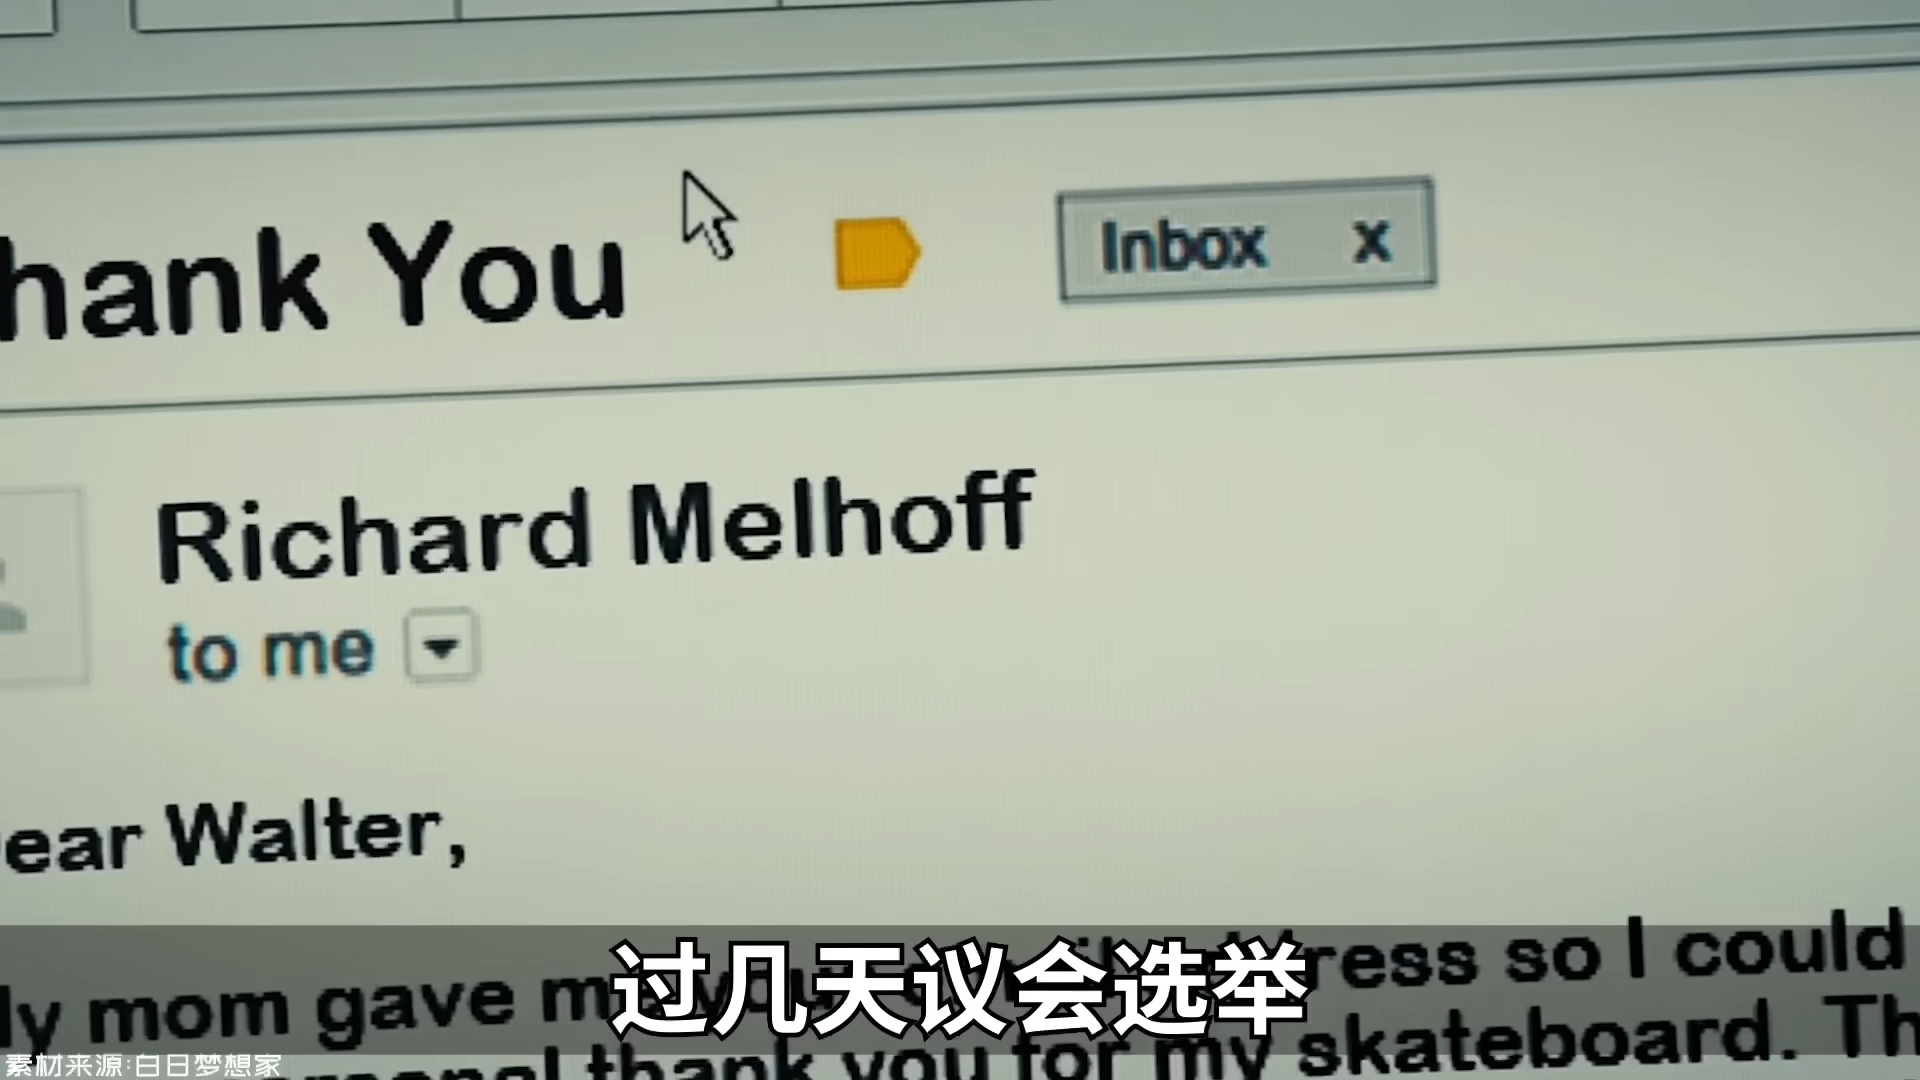 hank You
Inbox x
Richard Melhoff
to me
ear Walter,
ly mom gave m ress so I could
过几天议会选举
thank you for my skateboard. Th
素材来源:白日梦想家